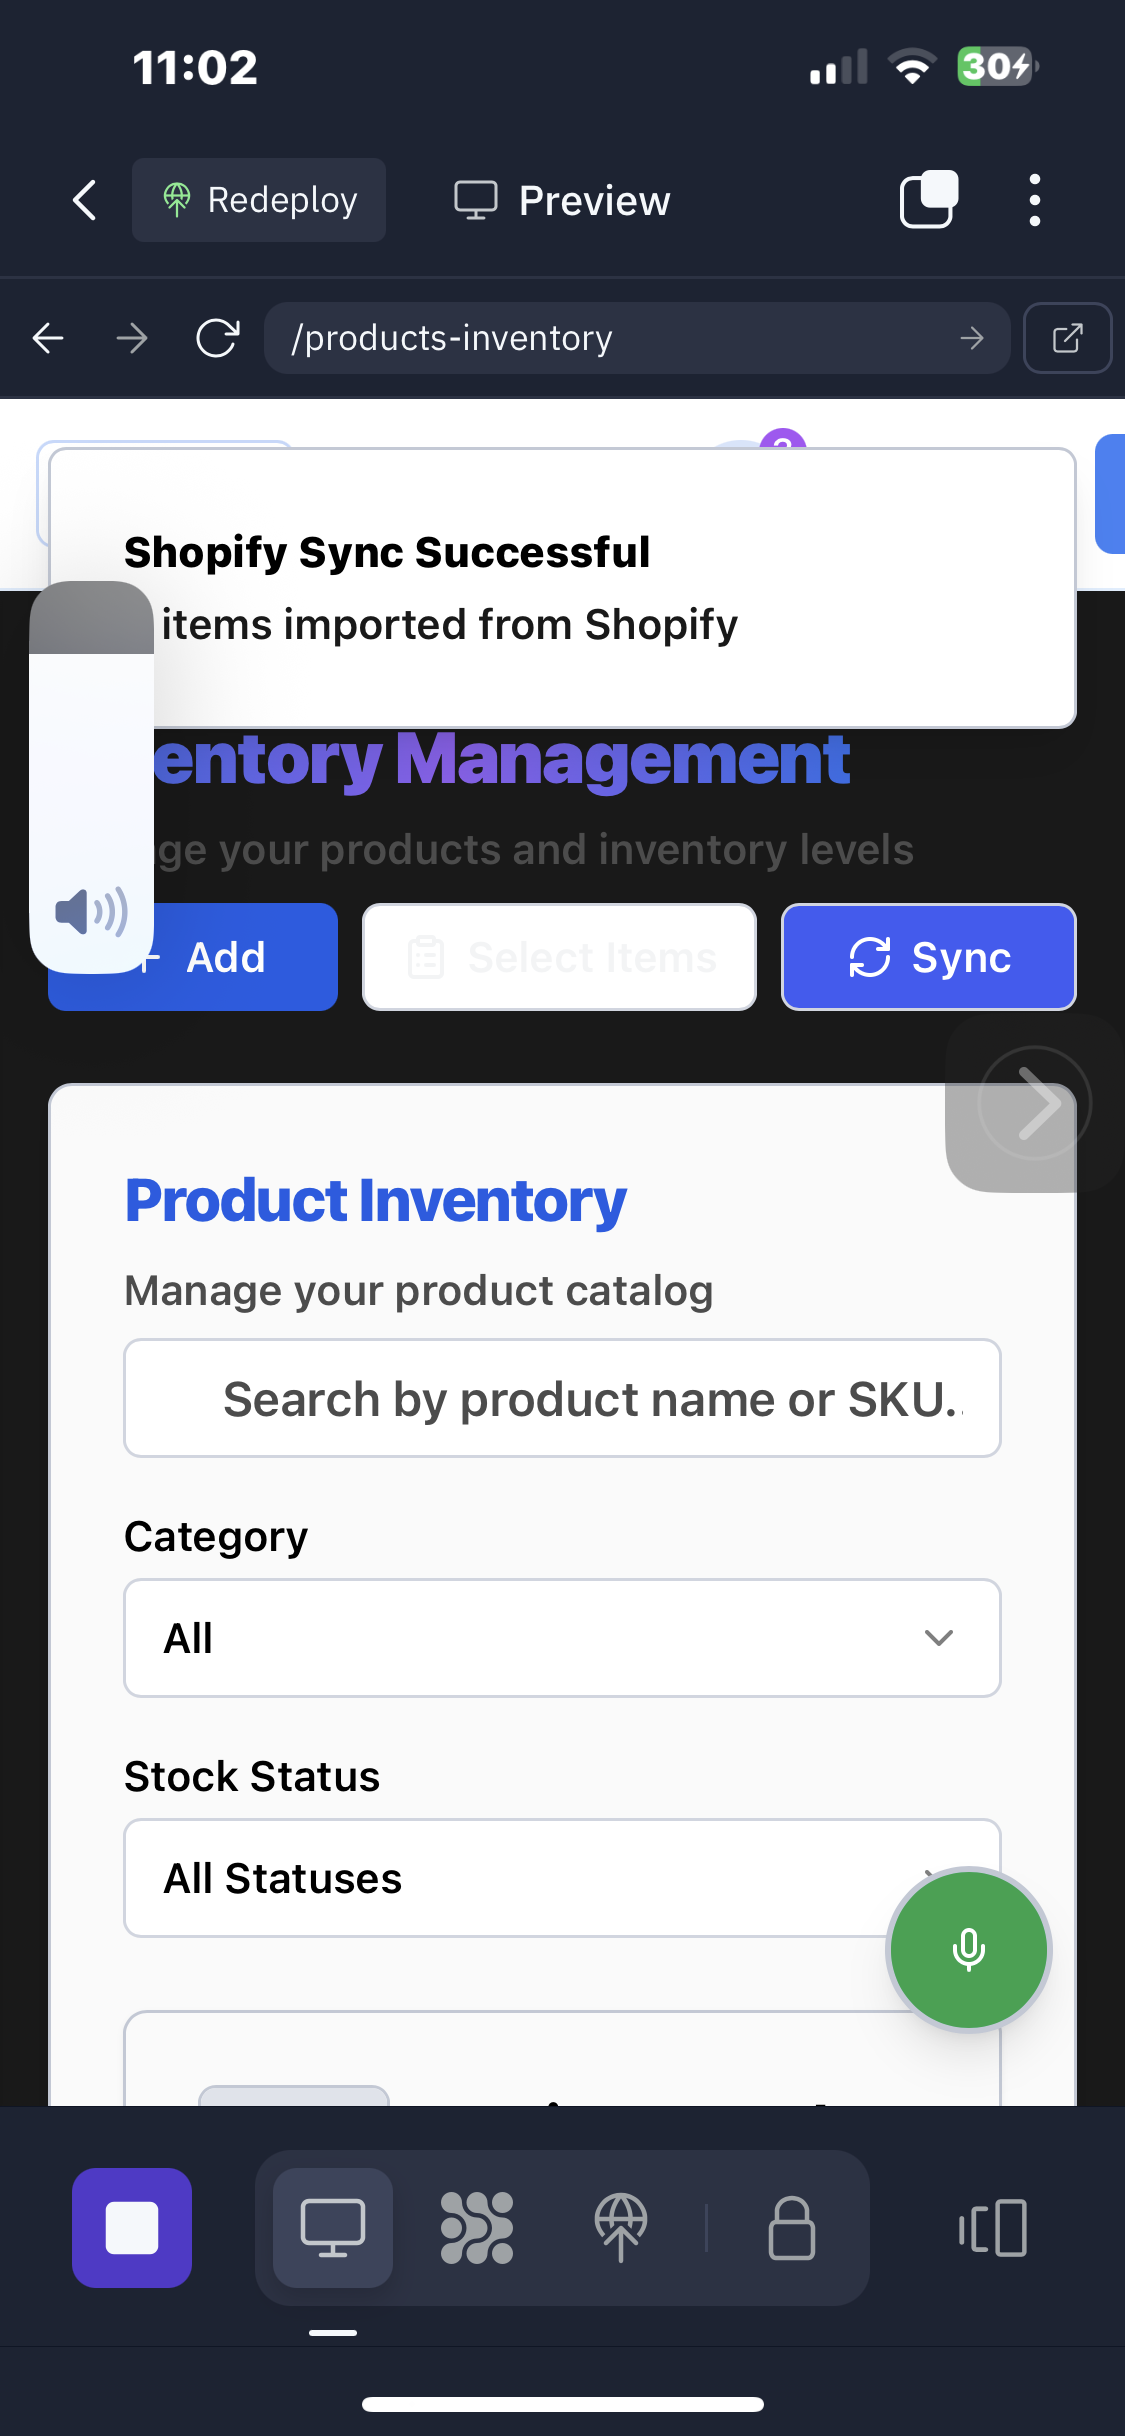 11:02
30
Redeploy
Preview
/products-inventory
Shopify Sync Successful
items imported from Shopify
entory Management
ge your products and inventory levels
Add
Select Items
Sync
Product Inventory
Manage your product catalog
Search by product name or SKU..
Category
All
Stock Status
All Statuses